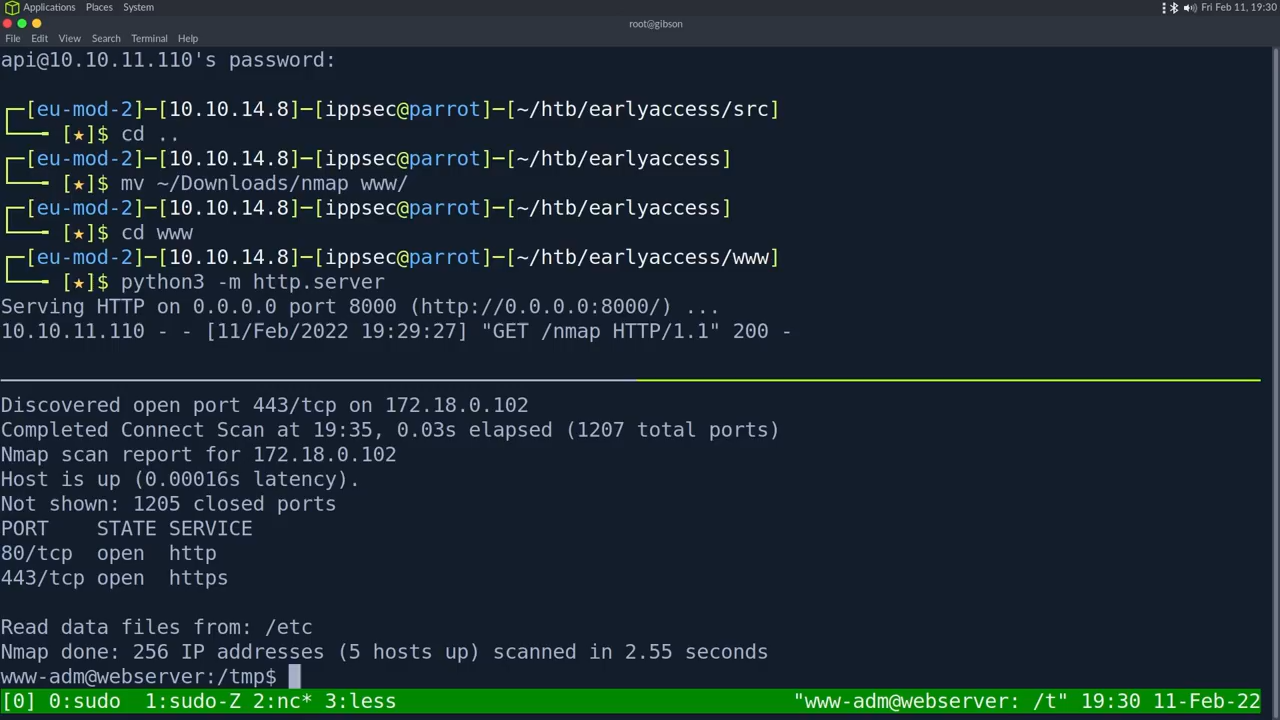 Applications Places System Fri Feb 11, 19:30
root@gibson
File Edit View Search Terminal Help
api@10.10.11.110's password:
┌─[eu-mod-2]─[10.10.14.8]─[ippsec@parrot]─[~/htb/earlyaccess/src]
└──╼ [★]$ cd ..
┌─[eu-mod-2]─[10.10.14.8]─[ippsec@parrot]─[~/htb/earlyaccess]
└──╼ [★]$ mv ~/Downloads/nmap www/
┌─[eu-mod-2]─[10.10.14.8]─[ippsec@parrot]─[~/htb/earlyaccess]
└──╼ [★]$ cd www
┌─[eu-mod-2]─[10.10.14.8]─[ippsec@parrot]─[~/htb/earlyaccess/www]
└──╼ [★]$ python3 -m http.server
Serving HTTP on 0.0.0.0 port 8000 (http://0.0.0.0:8000/) ...
10.10.11.110 - - [11/Feb/2022 19:29:27] "GET /nmap HTTP/1.1" 200 -
Discovered open port 443/tcp on 172.18.0.102
Completed Connect Scan at 19:35, 0.03s elapsed (1207 total ports)
Nmap scan report for 172.18.0.102
Host is up (0.00016s latency).
Not shown: 1205 closed ports
PORT    STATE SERVICE
80/tcp  open  http
443/tcp open  https
Read data files from: /etc
Nmap done: 256 IP addresses (5 hosts up) scanned in 2.55 seconds
www-adm@webserver:/tmp$
[0] 0:sudo  1:sudo-Z 2:nc* 3:less "www-adm@webserver: /t" 19:30 11-Feb-22